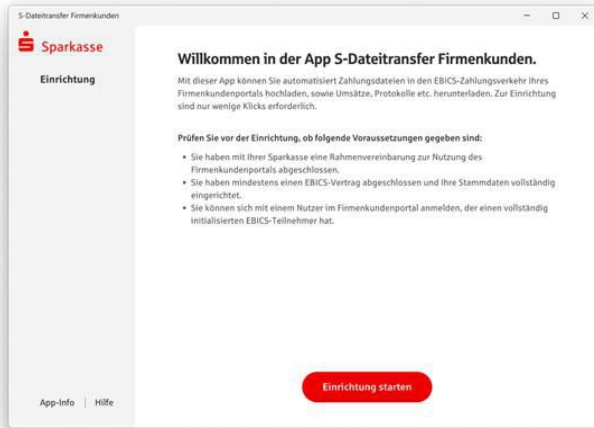 S-Dateitransfer Firmenkunden
Sparkasse
Einrichtung
Willkommen in der App S-Dateitransfer Firmenkunden.
Mit dieser App können Sie automatisiert Zahlungsdateien in den EBICS-Zahlungsverkehr Ihres
Firmenkundenportals hochladen, sowie Umsätze, Protokolle etc. herunterladen. Zur Einrichtung
sind nur wenige Klicks erforderlich.
Prüfen Sie vor der Einrichtung, ob folgende Voraussetzungen gegeben sind:
• Sie haben mit Ihrer Sparkasse eine Rahmenvereinbarung zur Nutzung des
Firmenkundenportals abgeschlossen.
• Sie haben mindestens einen EBICS-Vertrag abgeschlossen und Ihre Stammdaten vollständig
eingerichtet.
• Sie können sich mit einem Nutzer im Firmenkundenportal anmelden, der einen vollständig
initialisierten EBICS-Teilnehmer hat.
Einrichtung starten
App-Info | Hilfe